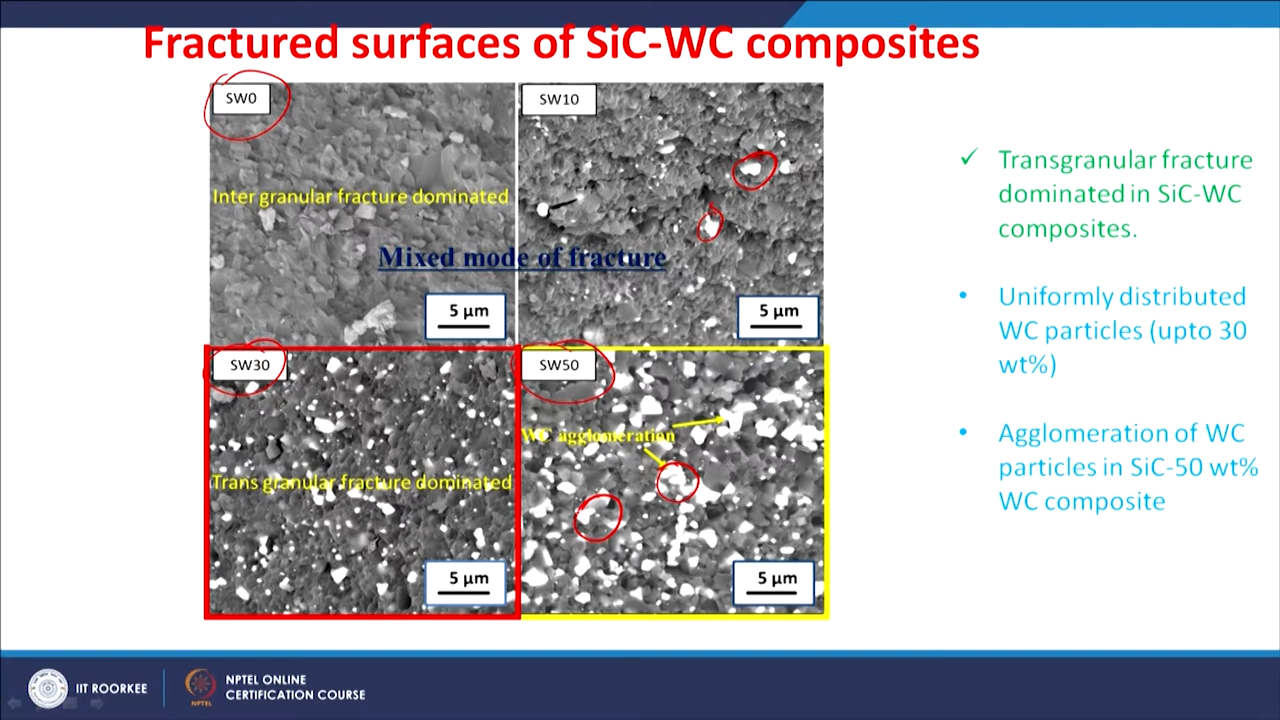 Fractured surfaces of SiC-WC composites
SW0
SW10
Inter granular fracture dominated
Mixed mode of fracture
5 µm
5 µm
SW30
SW50
WC agglomeration
Trans granular fracture dominated
5 µm
5 µm
✓ Transgranular fracture
dominated in SiC-WC
composites.
• Uniformly distributed
WC particles (upto 30
wt%)
• Agglomeration of WC
particles in SiC-50 wt%
WC composite
IIT ROORKEE
NPTEL
NPTEL ONLINE
CERTIFICATION COURSE